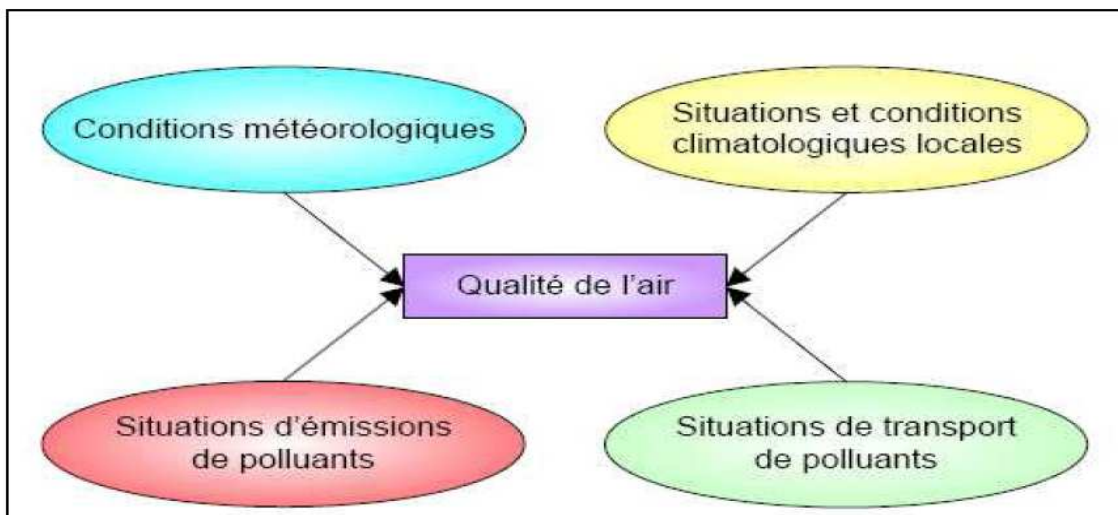 Conditions météorologiques
Situations et conditions
climatologiques locales
Qualité de l'air
Situations d'émissions
de polluants
Situations de transport
de polluants